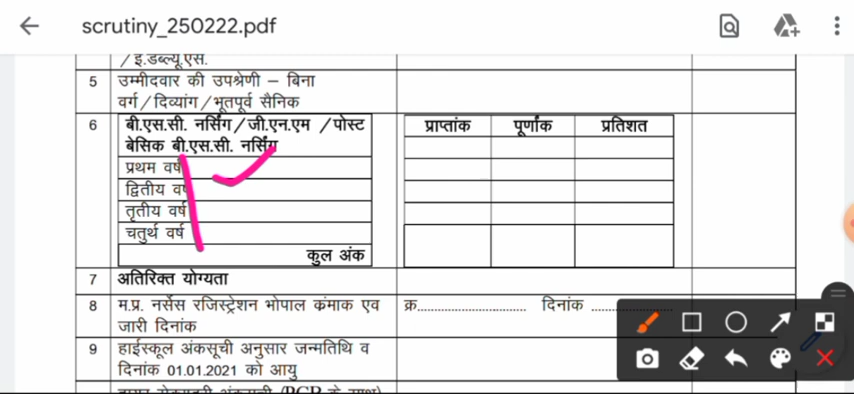 scrutiny_250222.pdf
/ इ.डब्ल्यू.एस.
5 उम्मीदवार की उपश्रेणी – बिना
वर्ग/दिव्यांग/भूतपूर्व सैनिक
6 बी.एस.सी. नर्सिंग/जी.एन.एम /पोस्ट
बेसिक बी.एस.सी. नर्सिंग
प्राप्तांक पूर्णांक प्रतिशत
प्रथम वर्ष
द्वितीय वर्ष
तृतीय वर्ष
चतुर्थ वर्ष
कुल अंक
7 अतिरिक्त योग्यता
8 म.प्र. नर्सेस रजिस्ट्रेशन भोपाल क्रंमाक एव क्र............................ दिनांक .....................
जारी दिनांक
9 हाईस्कूल अंकसूची अनुसार जन्मतिथि व
दिनांक 01.01.2021 को आयु